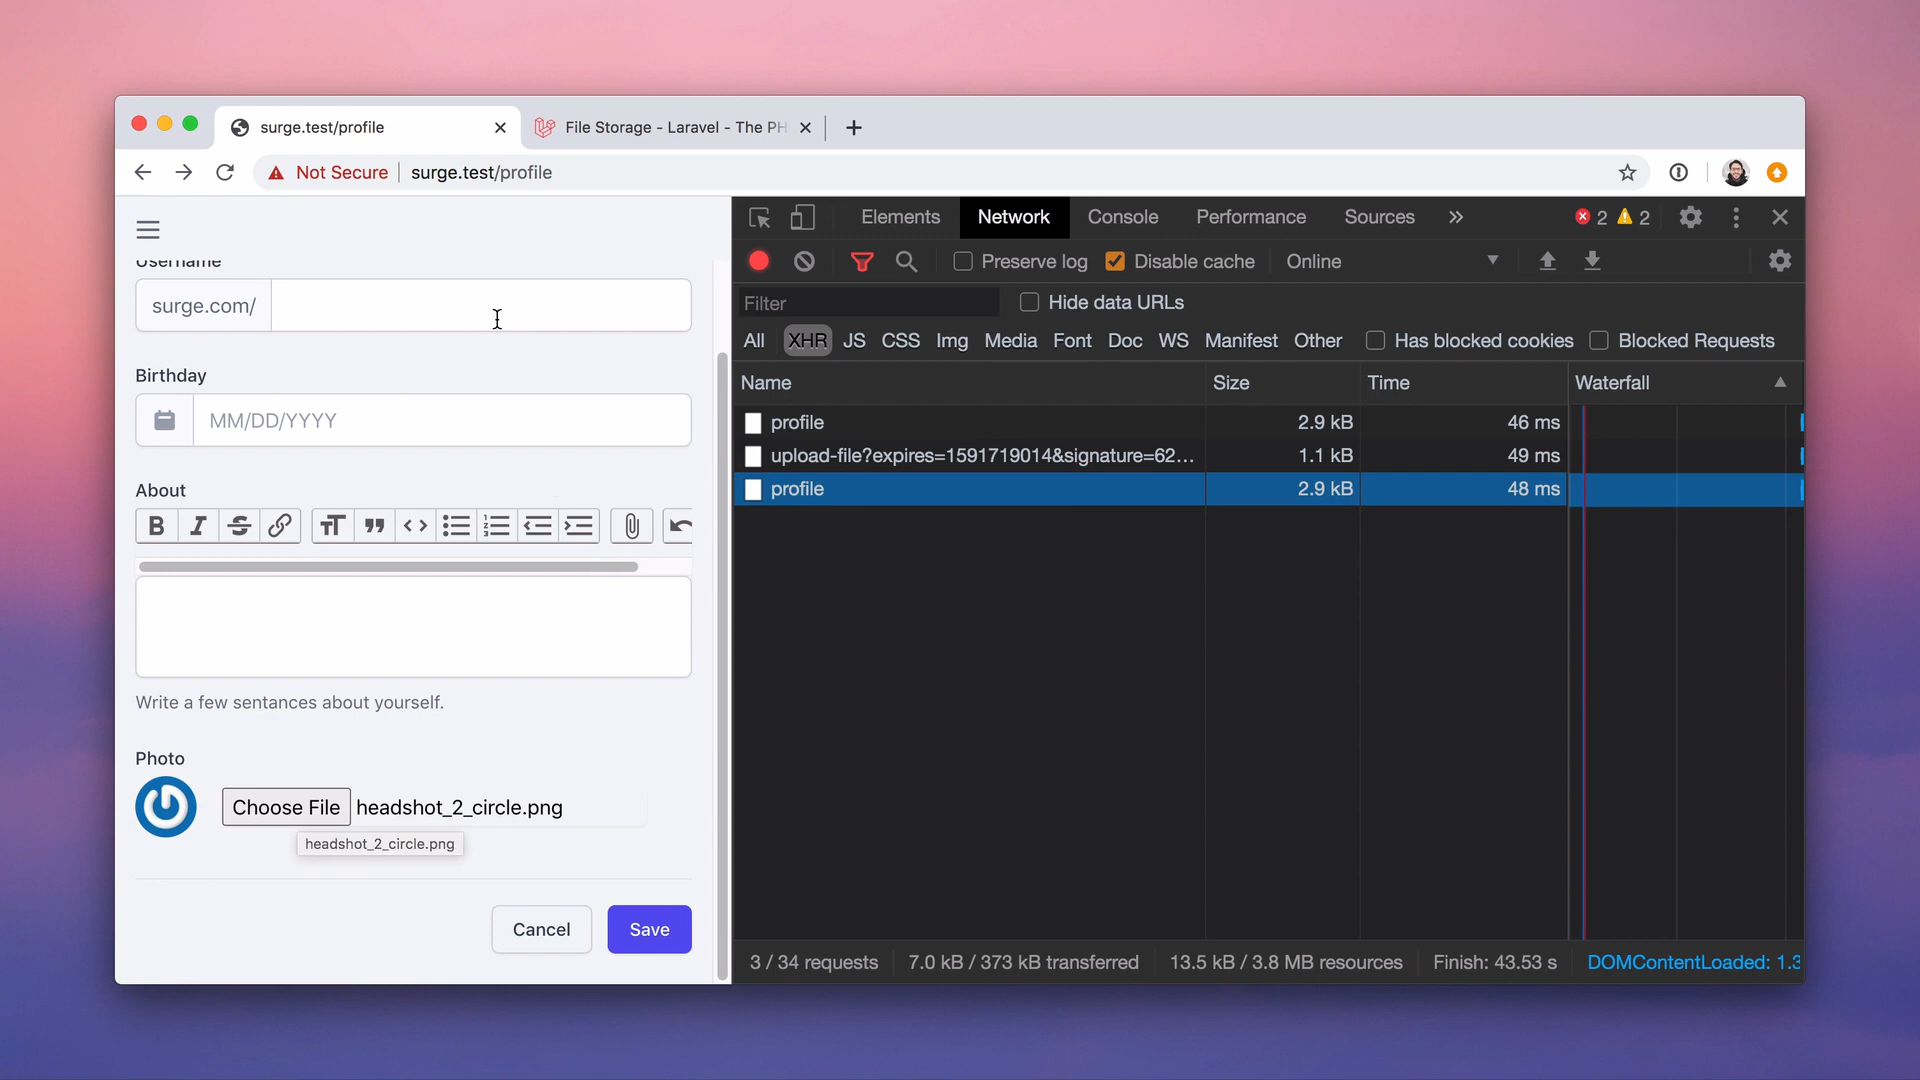 surge.test/profile
File Storage - Laravel - The PH
Not Secure
surge.test/profile
Username
surge.com/
Birthday
MM/DD/YYYY
About
Write a few sentences about yourself.
Photo
Choose File headshot_2_circle.png
headshot_2_circle.png
Cancel
Save
Elements Network Console Performance Sources » 2 2
Preserve log Disable cache Online
Filter Hide data URLs
All XHR JS CSS Img Media Font Doc WS Manifest Other Has blocked cookies Blocked Requests
Name Size Time Waterfall
profile 2.9 kB 46 ms
upload-file?expires=1591719014&signature=62... 1.1 kB 49 ms
profile 2.9 kB 48 ms
3 / 34 requests 7.0 kB / 373 kB transferred 13.5 kB / 3.8 MB resources Finish: 43.53 s DOMContentLoaded: 1.3